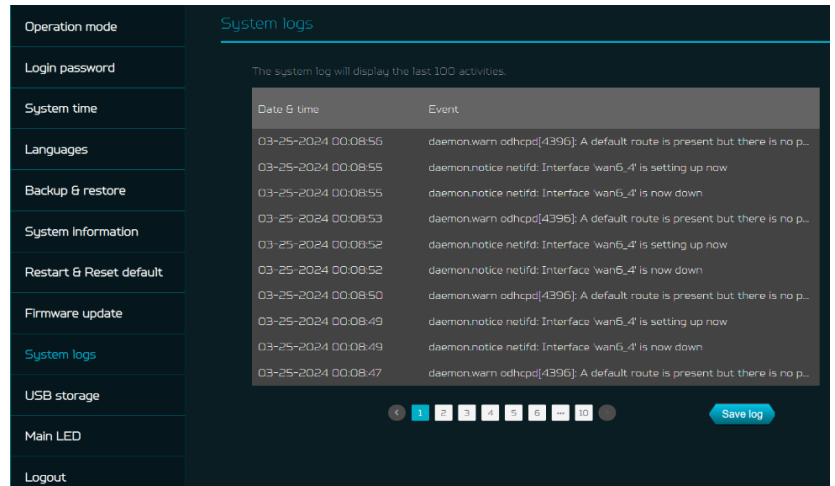 Operation mode
Login password
System time
Languages
Backup & restore
System information
Restart & Reset default
Firmware update
System logs
USB storage
Main LED
Logout
System logs
The system log will display the last 100 activities.
Date & time Event
03-25-2024 00:08:56 daemon.warn odhcpd[4396]: A default route is present but there is no p...
03-25-2024 00:08:55 daemon.notice netifd: Interface 'wan6_4' is setting up now
03-25-2024 00:08:55 daemon.notice netifd: Interface 'wan6_4' is now down
03-25-2024 00:08:53 daemon.warn odhcpd[4396]: A default route is present but there is no p...
03-25-2024 00:08:52 daemon.notice netifd: Interface 'wan6_4' is setting up now
03-25-2024 00:08:52 daemon.notice netifd: Interface 'wan6_4' is now down
03-25-2024 00:08:50 daemon.warn odhcpd[4396]: A default route is present but there is no p...
03-25-2024 00:08:49 daemon.notice netifd: Interface 'wan6_4' is setting up now
03-25-2024 00:08:49 daemon.notice netifd: Interface 'wan6_4' is now down
03-25-2024 00:08:47 daemon.warn odhcpd[4396]: A default route is present but there is no p...
< 1 2 3 4 5 6 ... 10 Save log